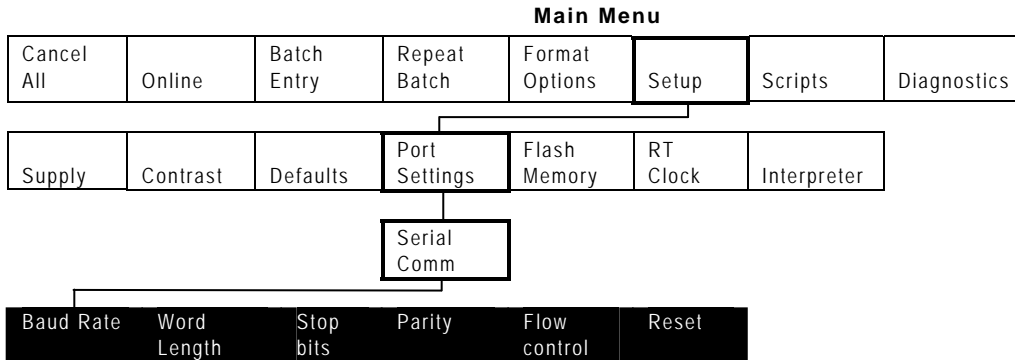 Main Menu
Cancel All
Online
Batch Entry
Repeat Batch
Format Options
Setup
Scripts
Diagnostics
Supply
Contrast
Defaults
Port Settings
Flash Memory
RT Clock
Interpreter
Serial Comm
Baud Rate
Word Length
Stop bits
Parity
Flow control
Reset